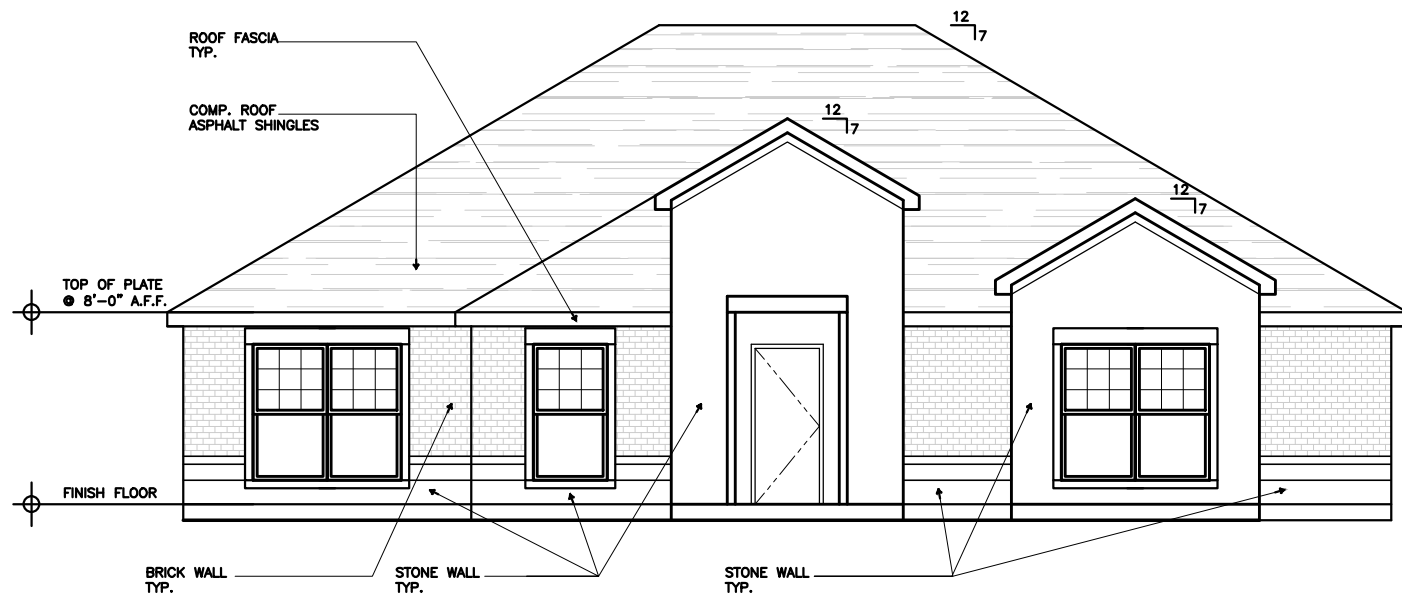 12
7
ROOF FASCIA
TYP.
COMP. ROOF
ASPHALT SHINGLES
12
7
12
7
TOP OF PLATE
@ 8'-0" A.F.F.
FINISH FLOOR
BRICK WALL
TYP.
STONE WALL
TYP.
STONE WALL
TYP.